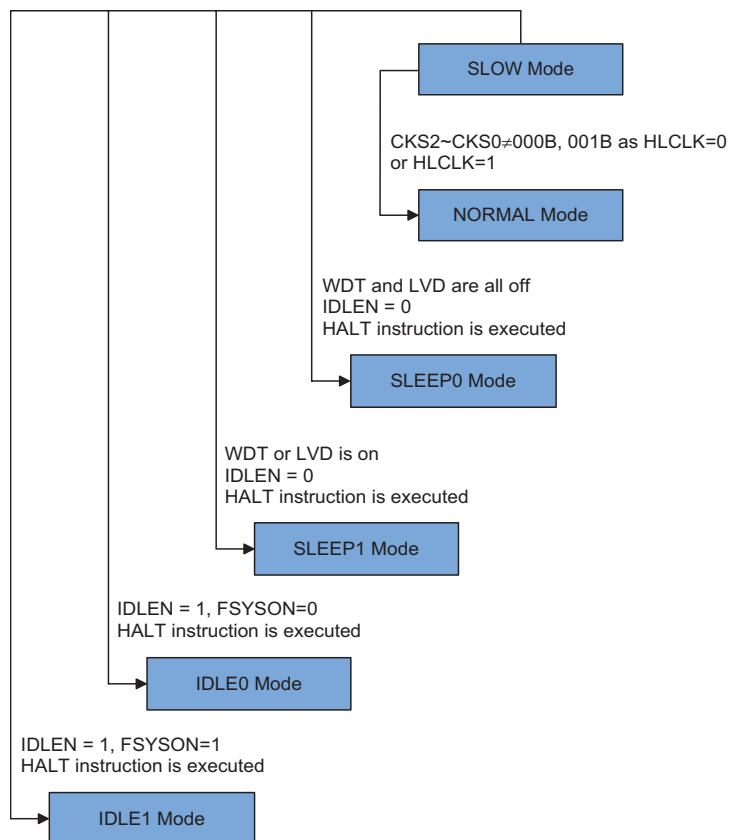 SLOW Mode
CKS2~CKS0≠000B, 001B as HLCLK=0
or HLCLK=1
NORMAL Mode
WDT and LVD are all off
IDLEN = 0
HALT instruction is executed
SLEEP0 Mode
WDT or LVD is on
IDLEN = 0
HALT instruction is executed
SLEEP1 Mode
IDLEN = 1, FSYSON=0
HALT instruction is executed
IDLE0 Mode
IDLEN = 1, FSYSON=1
HALT instruction is executed
IDLE1 Mode